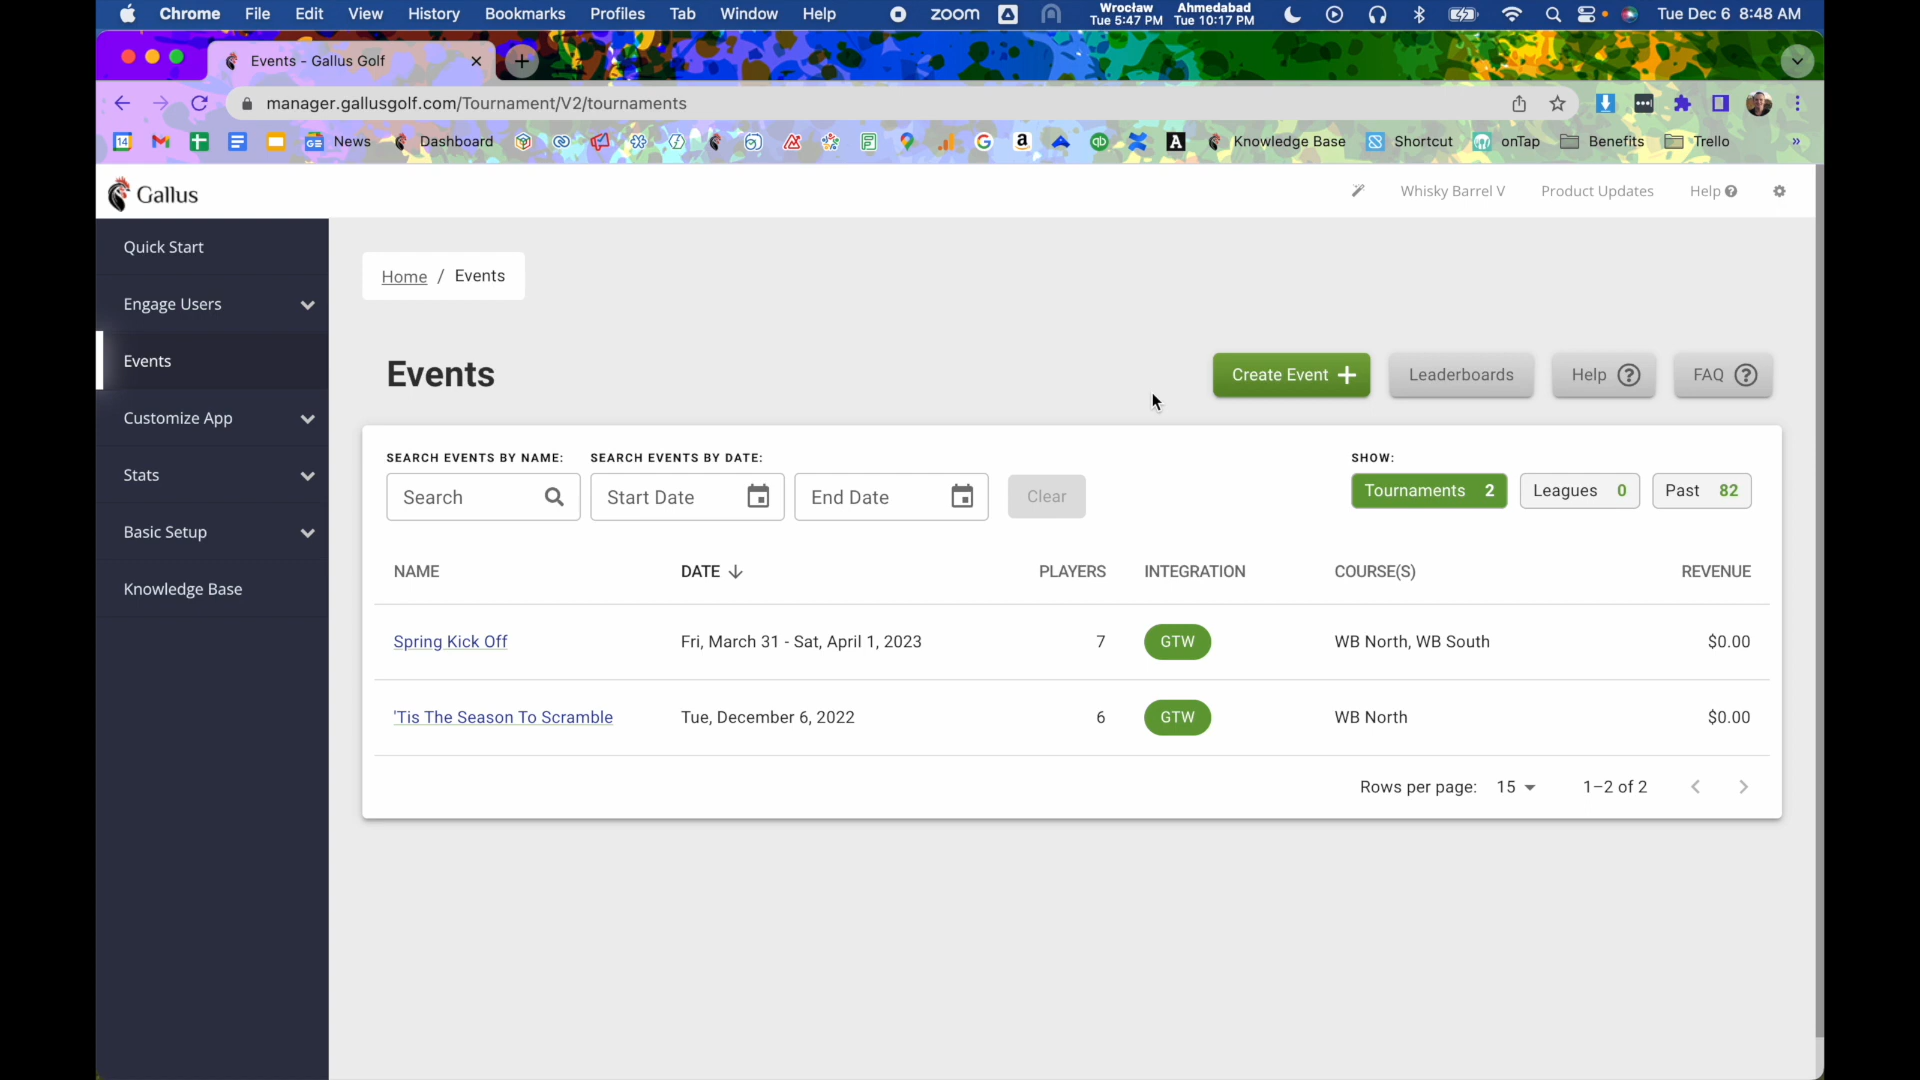 Chrome File Edit View History Bookmarks Profiles Tab Window Help zoom Wrocław Tue 5:47 PM Ahmedabad Tue 10:17 PM Tue Dec 6 8:48 AM
Events - Gallus Golf
manager.gallusgolf.com/Tournament/V2/tournaments
14 News Dashboard Knowledge Base Shortcut onTap Benefits Trello »
Gallus Whisky Barrel V Product Updates Help
Quick Start
Engage Users
Events
Customize App
Stats
Basic Setup
Knowledge Base
Home / Events
Events Create Event + Leaderboards Help ? FAQ ?
SEARCH EVENTS BY NAME: SEARCH EVENTS BY DATE: SHOW:
Search Start Date End Date Clear Tournaments 2 Leagues 0 Past 82
NAME DATE PLAYERS INTEGRATION COURSE(S) REVENUE
Spring Kick Off Fri, March 31 - Sat, April 1, 2023 7 GTW WB North, WB South $0.00
'Tis The Season To Scramble Tue, December 6, 2022 6 GTW WB North $0.00
Rows per page: 15 1–2 of 2